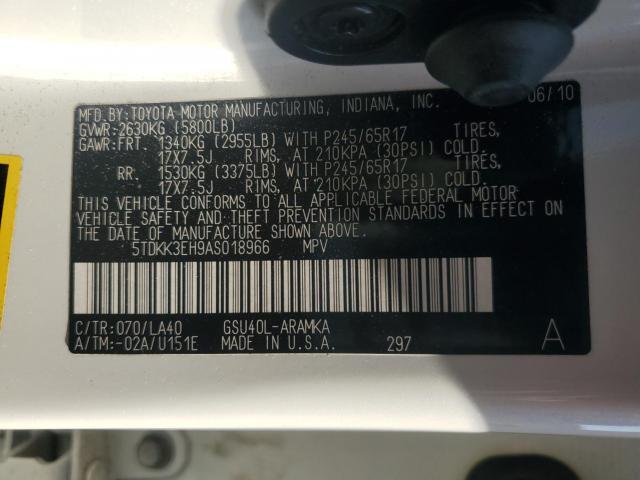 MFD.BY:TOYOTA MOTOR MANUFACTURING, INDIANA, INC. 06/10
GVWR:2630KG (5800LB)
GAWR:FRT. 1340KG (2955LB) WITH P245/65R17 TIRES,
17X7.5J RIMS, AT 210KPA (30PSI) COLD.
RR. 1530KG (3375LB) WITH P245/65R17 TIRES,
17X7.5J RIMS, AT 210KPA (30PSI) COLD.
THIS VEHICLE CONFORMS TO ALL APPLICABLE FEDERAL MOTOR
VEHICLE SAFETY AND THEFT PREVENTION STANDARDS IN EFFECT ON
THE DATE OF MANUFACTURE SHOWN ABOVE.
5TDKK3EH9AS018966 MPV
C/TR:070/LA40 GSU40L-ARAMKA
A/TM:-02A/U151E MADE IN U.S.A. 297 A